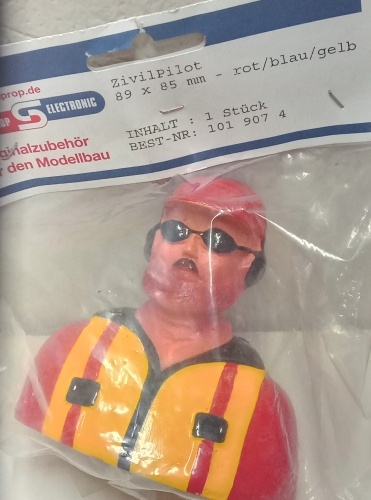 prop.de
ELECTRONIC
ZivilPilot
89 x 85 mm - rot/blau/gelb
INHALT : 1 Stück
BEST-NR: 101 907 4
ginalzubehör
den Modellbau